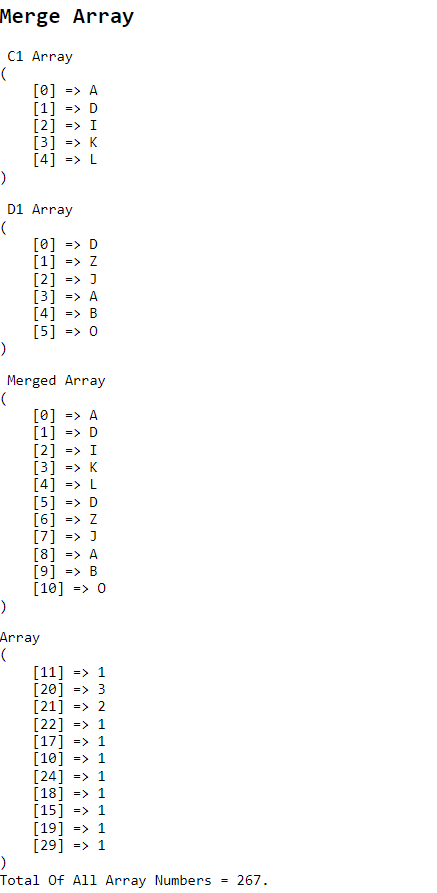 Merge Array
C1 Array
(
[0] => A
[1] => D
[2] => I
[3] => K
[4] => L
)
D1 Array
(
[0] => D
[1] => Z
[2] => J
[3] => A
[4] => B
[5] => O
)
Merged Array
(
[0] => A
[1] => D
[2] => I
[3] => K
[4] => L
[5] => D
[6] => Z
[7] => J
[8] => A
[9] => B
[10] => O
)
Array
(
[11] => 1
[20] => 3
[21] => 2
[22] => 1
[17] => 1
[10] => 1
[24] => 1
[18] => 1
[15] => 1
[19] => 1
[29] => 1
)
Total Of All Array Numbers = 267.